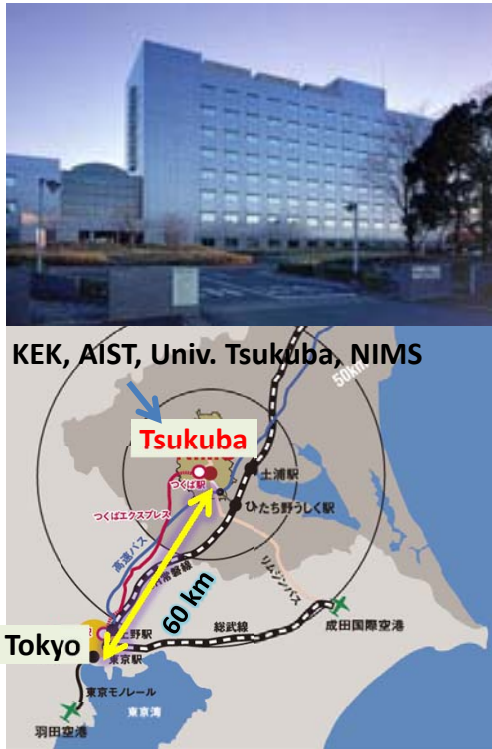 KEK, AIST, Univ. Tsukuba, NIMS
50km
Tsukuba
つくば駅
土浦駅
つくばエクスプレス
ひたち野うしく駅
高速バス
常磐線
リムジンバス
60 km
成田国際空港
総武線
上野駅
Tokyo
東京駅
東京モノレール
東京湾
羽田空港